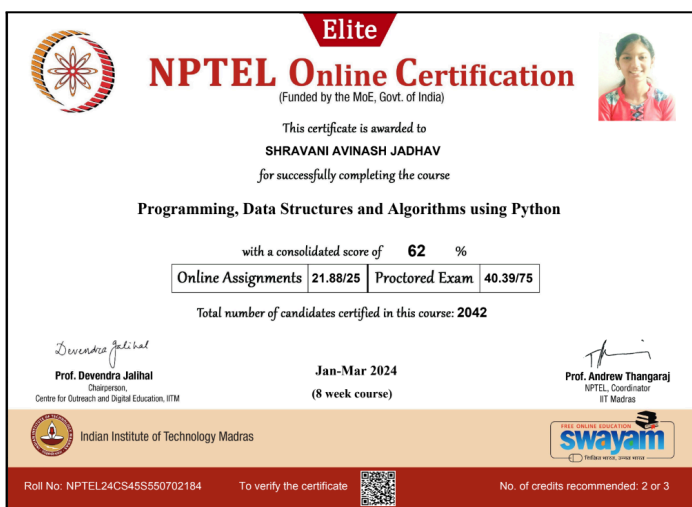 Elite
NPTEL Online Certification
(Funded by the MoE, Govt. of India)
This certificate is awarded to
SHRAVANI AVINASH JADHAV
for successfully completing the course
Programming, Data Structures and Algorithms using Python
with a consolidated score of 62 %
Online Assignments 21.88/25 Proctored Exam 40.39/75
Total number of candidates certified in this course: 2042
Devendra Jalihal
Prof. Devendra Jalihal
Chairperson,
Centre for Outreach and Digital Education, IITM
Jan-Mar 2024
(8 week course)
Prof. Andrew Thangaraj
NPTEL, Coordinator
IIT Madras
Indian Institute of Technology Madras
FREE ONLINE EDUCATION
swayam
शिक्षित भारत, उन्नत भारत
Roll No: NPTEL24CS45S550702184 To verify the certificate No. of credits recommended: 2 or 3